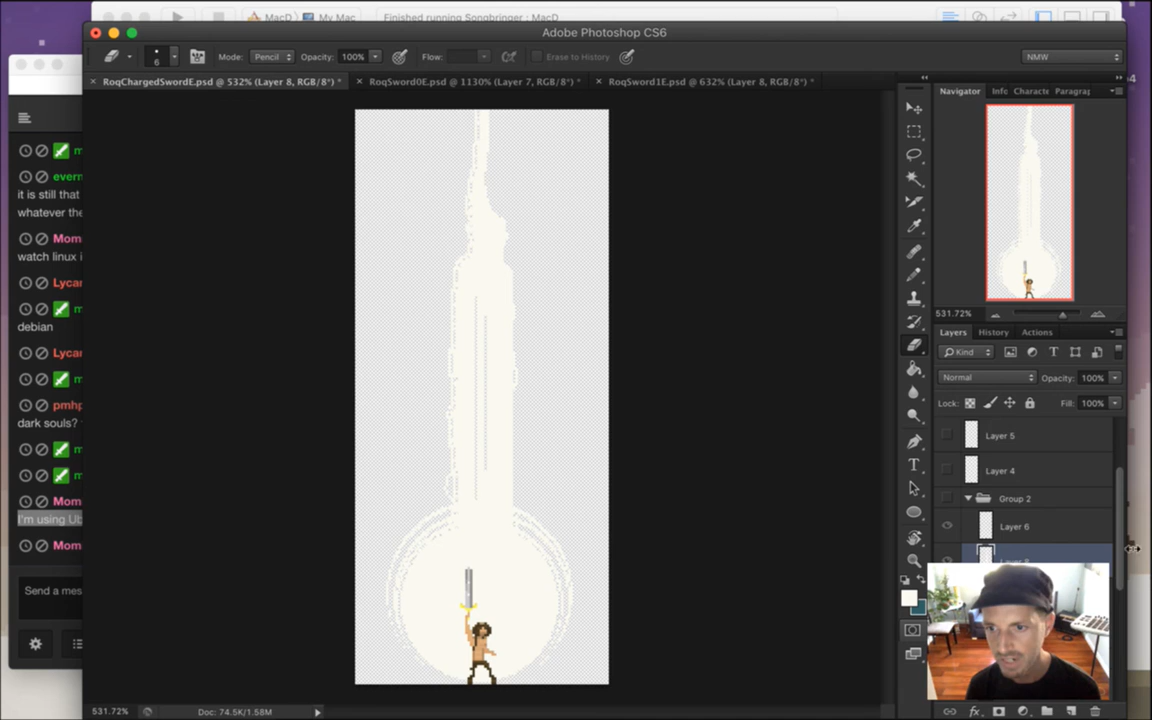 MacD
My Mac
Finished running Songbringer : MacD
Adobe Photoshop CS6
6
Mode:
Pencil
Opacity:
100%
Flow:
Erase to History
NMW
RoqChargedSwordE.psd @ 532% (Layer 8, RGB/8*) *
RoqSword0E.psd @ 1130% (Layer 7, RGB/8*) *
RoqSword1E.psd @ 632% (Layer 8, RGB/8*) *
Navigator
Info
Characte
Paragrap
531.72%
Layers
History
Actions
Kind
Normal
Opacity:
100%
Lock:
Fill:
100%
Layer 5
Layer 4
Group 2
Layer 6
m
evern
it is still that
whatever the
Mom
watch linux i
Lycan
m
debian
Lycan
m
pmhp
dark souls?
m
m
Mom
I'm using Ub
Mom
Send a mes
531.72%
Doc: 74.5K/1.58M